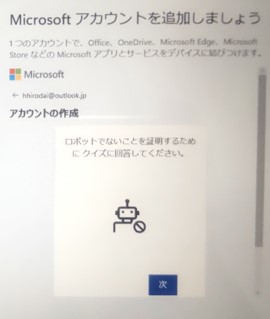 Microsoft アカウントを追加しましょう
1 つのアカウントで、Office、OneDrive、Microsoft Edge、Microsoft
Store などの Microsoft アプリとサービスをデバイスに結びつけます。
Microsoft
← hhirodai@outlook.jp
アカウントの作成
ロボットでないことを証明するため
に クイズに回答してください。
次